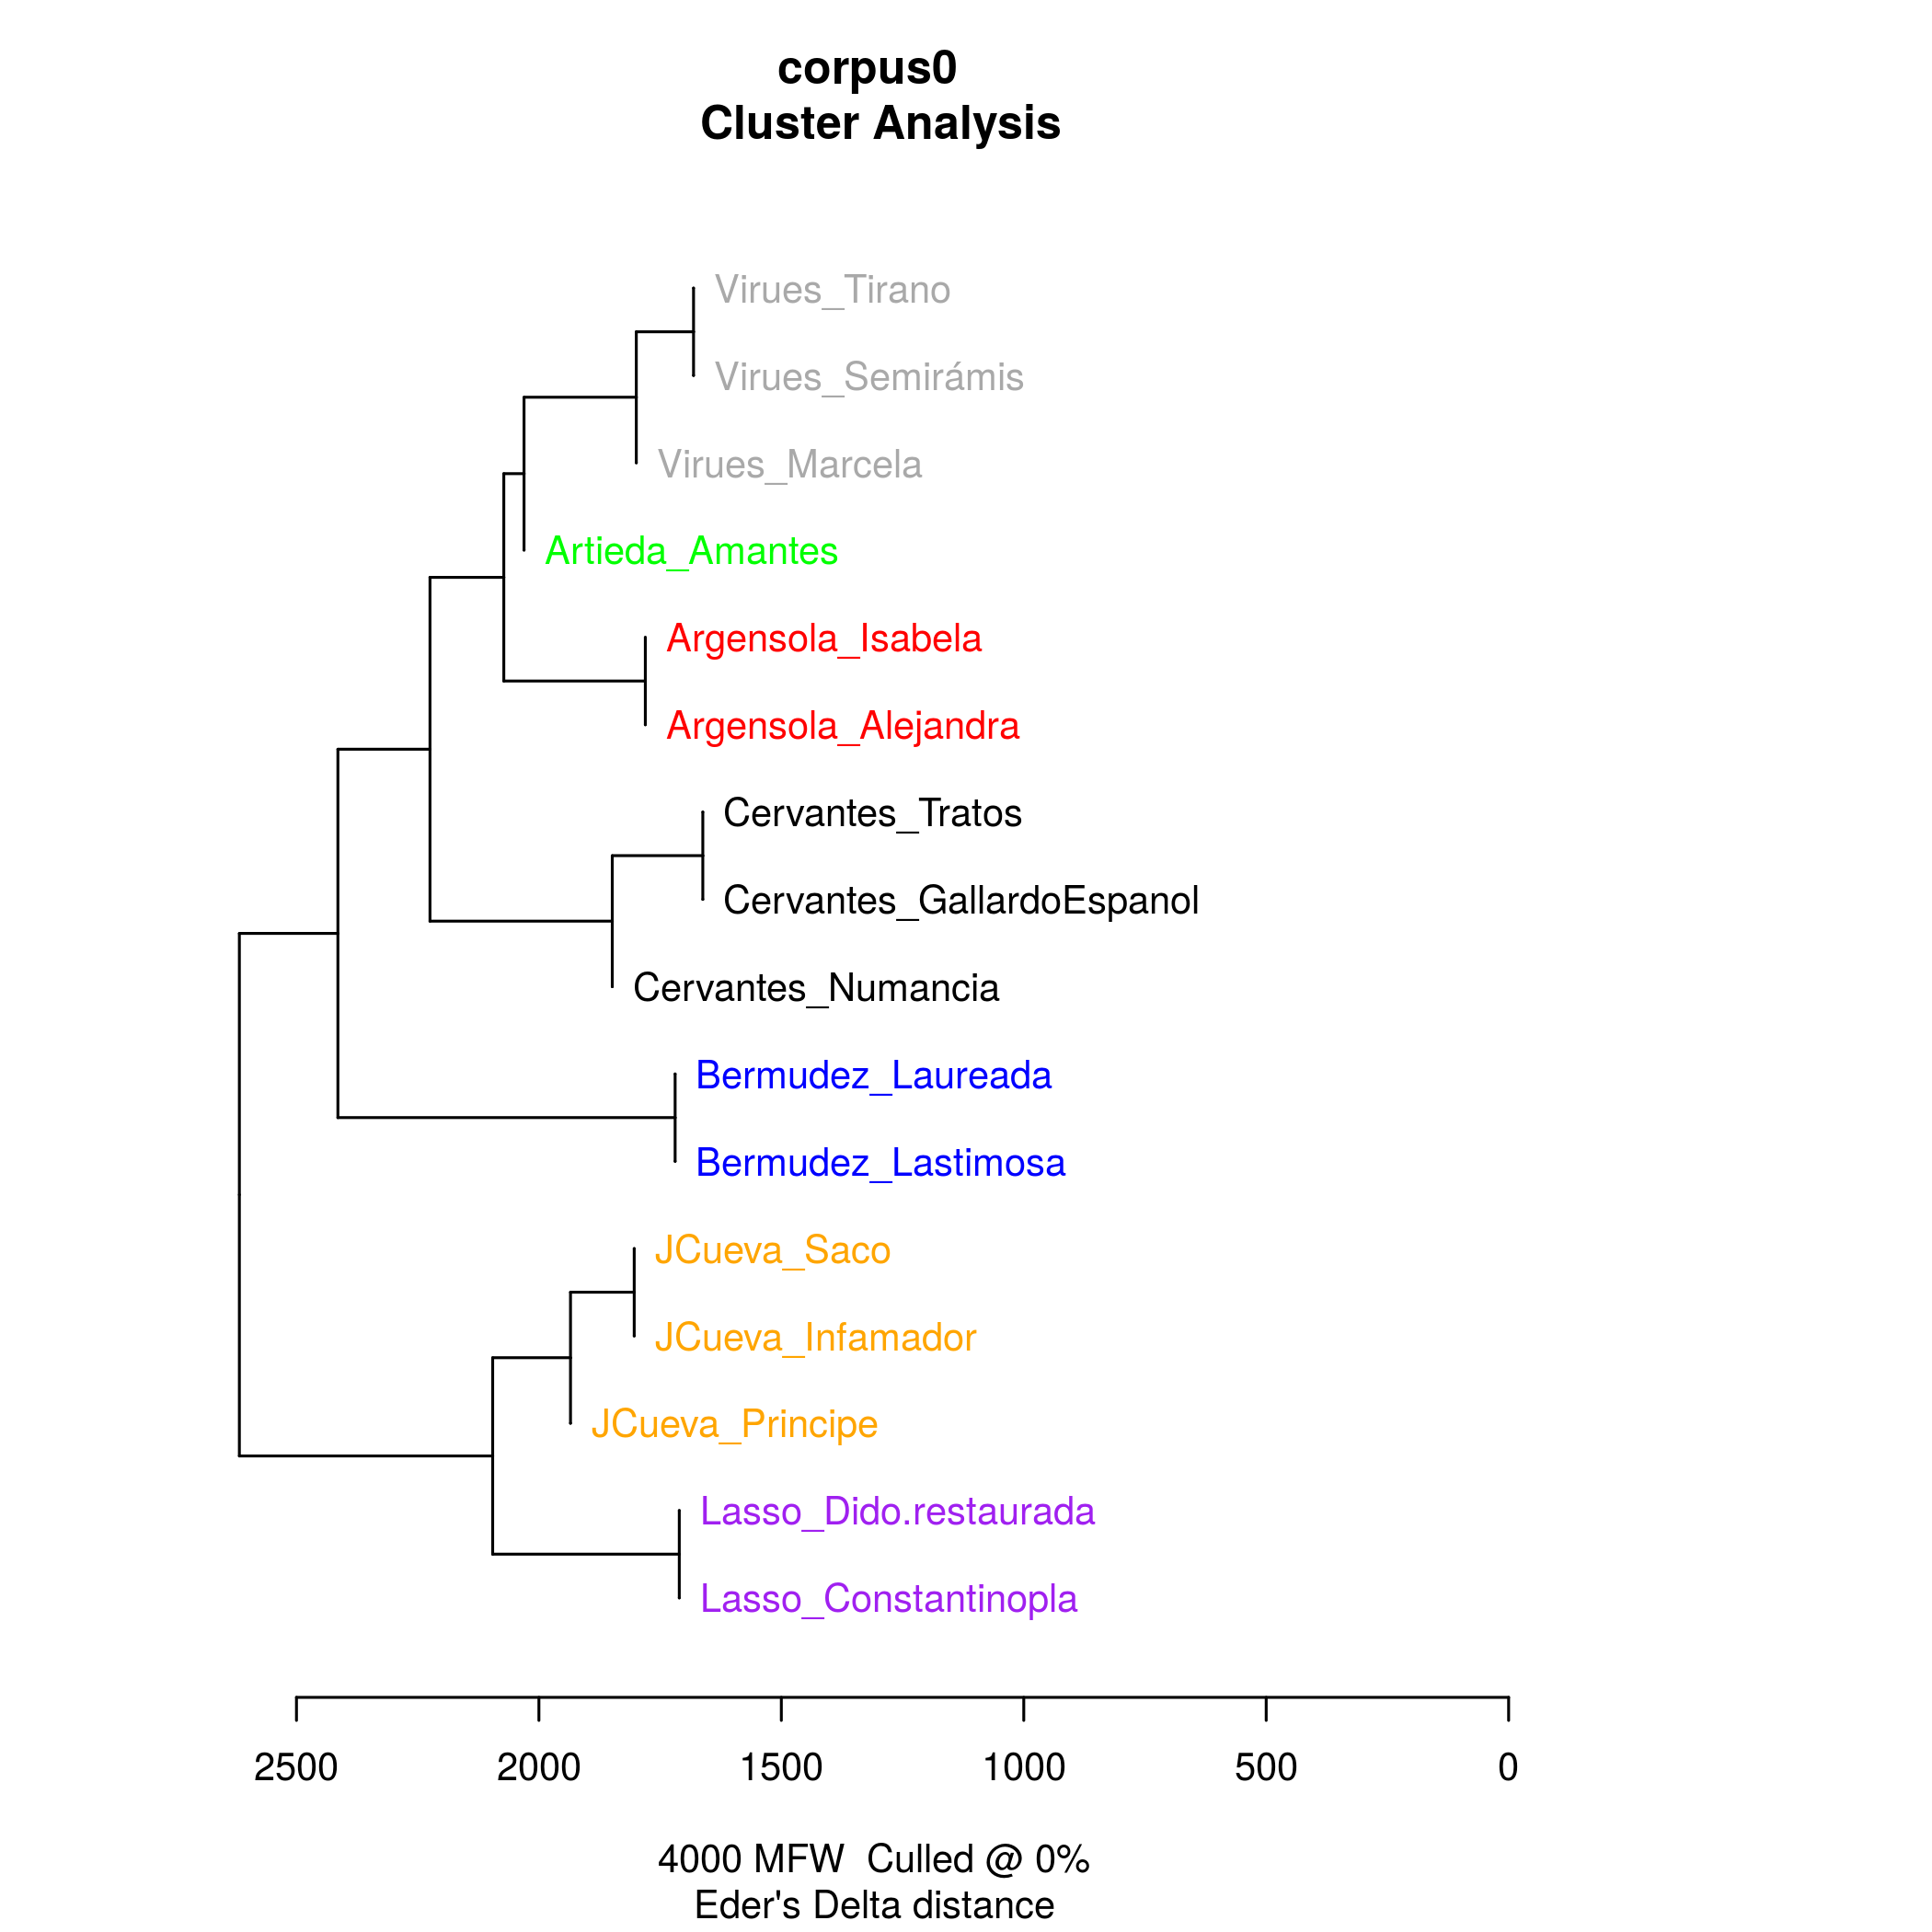 corpus0
Cluster Analysis
Virues_Tirano
Virues_Semirámis
Virues_Marcela
Artieda_Amantes
Argensola_Isabela
Argensola_Alejandra
Cervantes_Tratos
Cervantes_GallardoEspanol
Cervantes_Numancia
Bermudez_Laureada
Bermudez_Lastimosa
JCueva_Saco
JCueva_Infamador
JCueva_Principe
Lasso_Dido.restaurada
Lasso_Constantinopla
2500 2000 1500 1000 500 0
4000 MFW Culled @ 0%
Eder's Delta distance